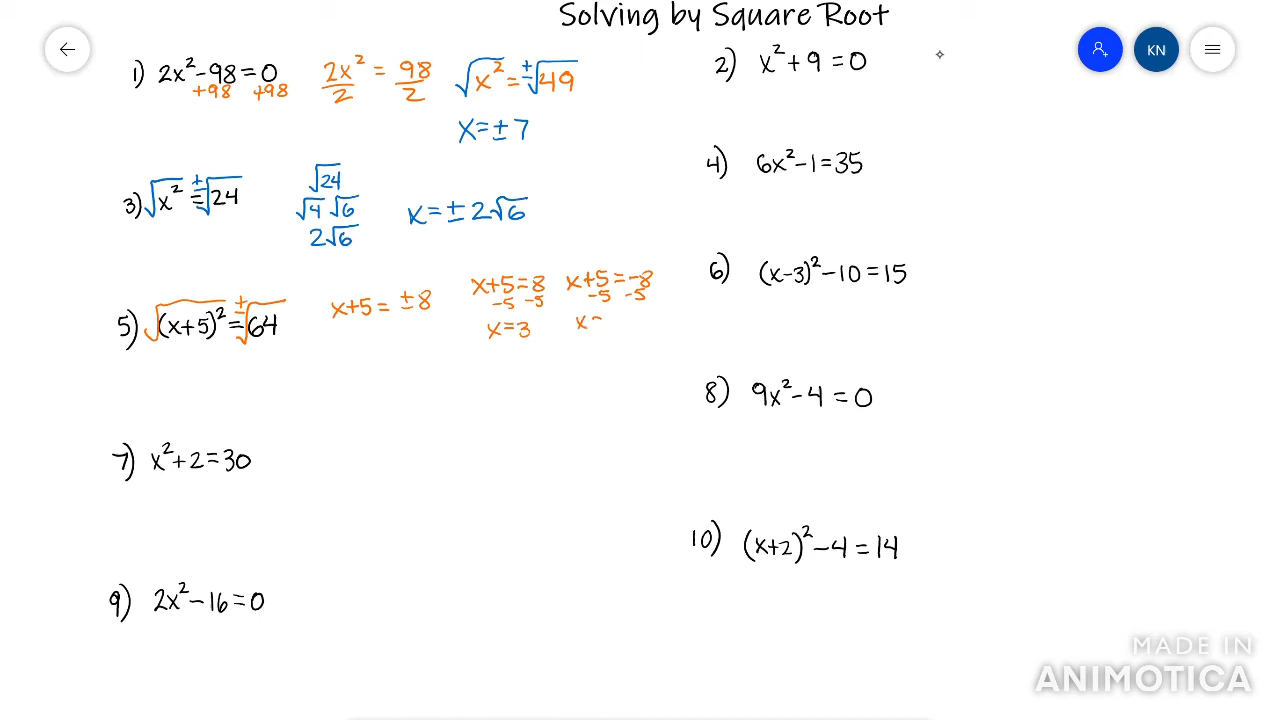 Solving by Square Root
KN
1) 2x² - 98 = 0
+98 +98
2x²/2 = 98/2
√x² = ±√49
x = ± 7
2) x² + 9 = 0
3) √x² = ±√24
√24
√4 √6
2√6
x = ± 2√6
4) 6x² - 1 = 35
5) √(x+5)² = ±√64
x+5 = ±8
x+5 = 8
-5 -5
x = 3
x+5 = -8
-5 -5
x -
6) (x-3)² - 10 = 15
7) x² + 2 = 30
8) 9x² - 4 = 0
9) 2x² - 16 = 0
10) (x+2)² - 4 = 14
MADE IN
ANIMOTICA